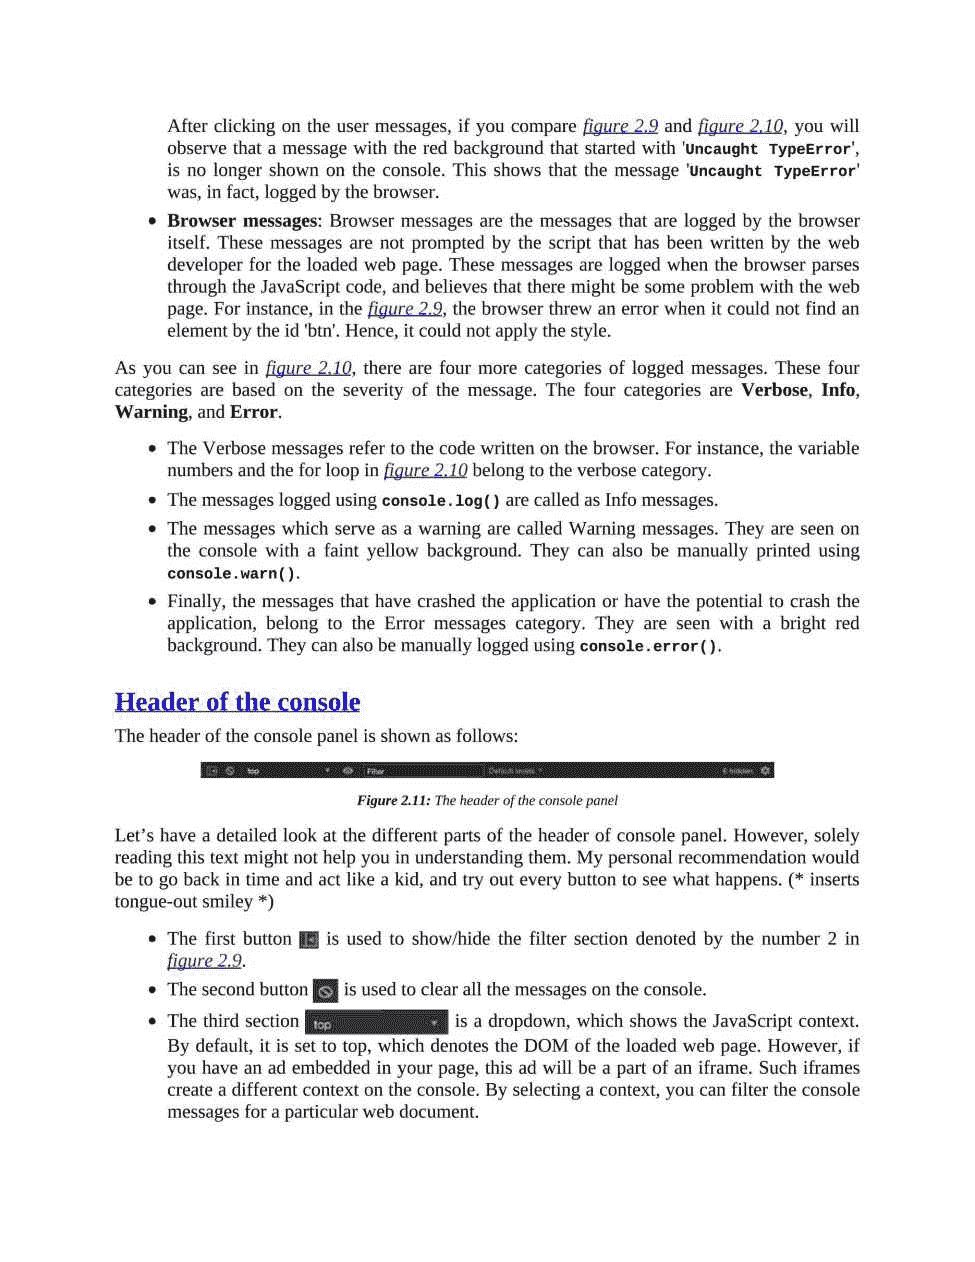 After clicking on the user messages, if you compare figure 2.9 and figure 2.10, you will
observe that a message with the red background that started with 'Uncaught TypeError',
is no longer shown on the console. This shows that the message 'Uncaught TypeError'
was, in fact, logged by the browser.
• Browser messages: Browser messages are the messages that are logged by the browser
itself. These messages are not prompted by the script that has been written by the web
developer for the loaded web page. These messages are logged when the browser parses
through the JavaScript code, and believes that there might be some problem with the web
page. For instance, in the figure 2.9, the browser threw an error when it could not find an
element by the id 'btn'. Hence, it could not apply the style.
As you can see in figure 2.10, there are four more categories of logged messages. These four
categories are based on the severity of the message. The four categories are Verbose, Info,
Warning, and Error.
• The Verbose messages refer to the code written on the browser. For instance, the variable
numbers and the for loop in figure 2.10 belong to the verbose category.
• The messages logged using console.log() are called as Info messages.
• The messages which serve as a warning are called Warning messages. They are seen on
the console with a faint yellow background. They can also be manually printed using
console.warn().
• Finally, the messages that have crashed the application or have the potential to crash the
application, belong to the Error messages category. They are seen with a bright red
background. They can also be manually logged using console.error().
Header of the console
The header of the console panel is shown as follows:
top Filter Default levels 6 hidden
Figure 2.11: The header of the console panel
Let’s have a detailed look at the different parts of the header of console panel. However, solely
reading this text might not help you in understanding them. My personal recommendation would
be to go back in time and act like a kid, and try out every button to see what happens. (* inserts
tongue-out smiley *)
• The first button is used to show/hide the filter section denoted by the number 2 in
figure 2.9.
• The second button is used to clear all the messages on the console.
• The third section top is a dropdown, which shows the JavaScript context.
By default, it is set to top, which denotes the DOM of the loaded web page. However, if
you have an ad embedded in your page, this ad will be a part of an iframe. Such iframes
create a different context on the console. By selecting a context, you can filter the console
messages for a particular web document.